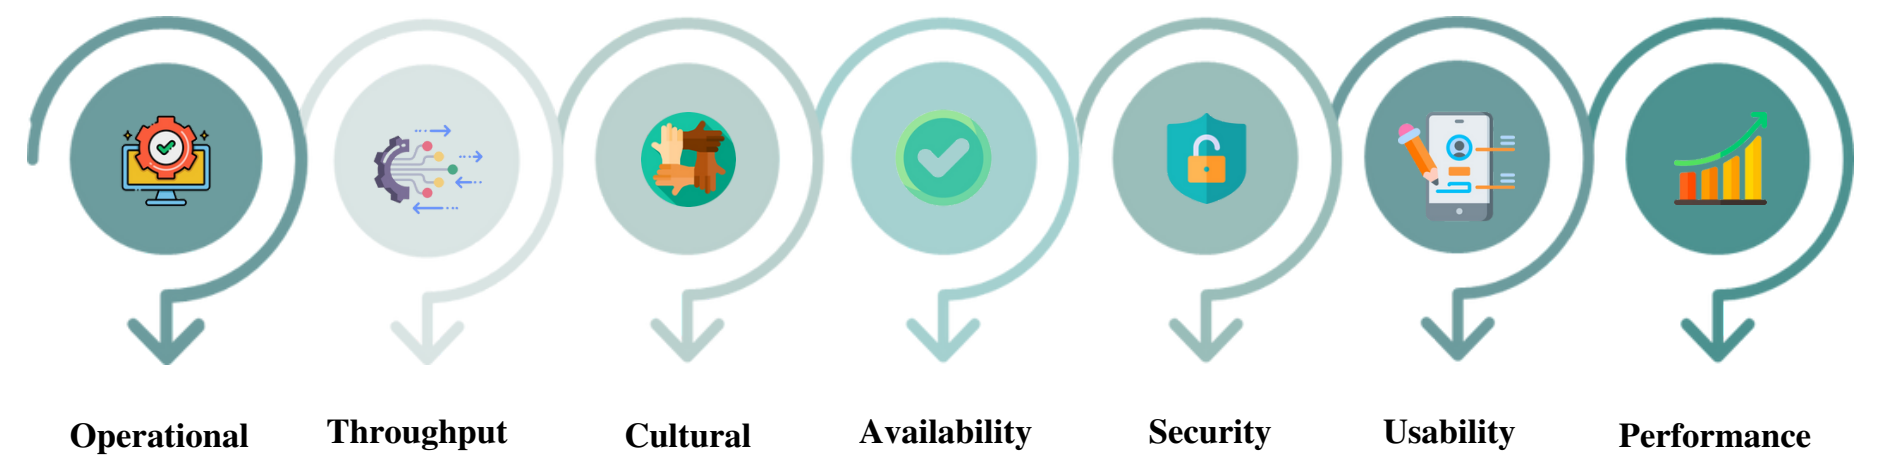 Operational
Throughput
Cultural
Availability
Security
Usability
Performance